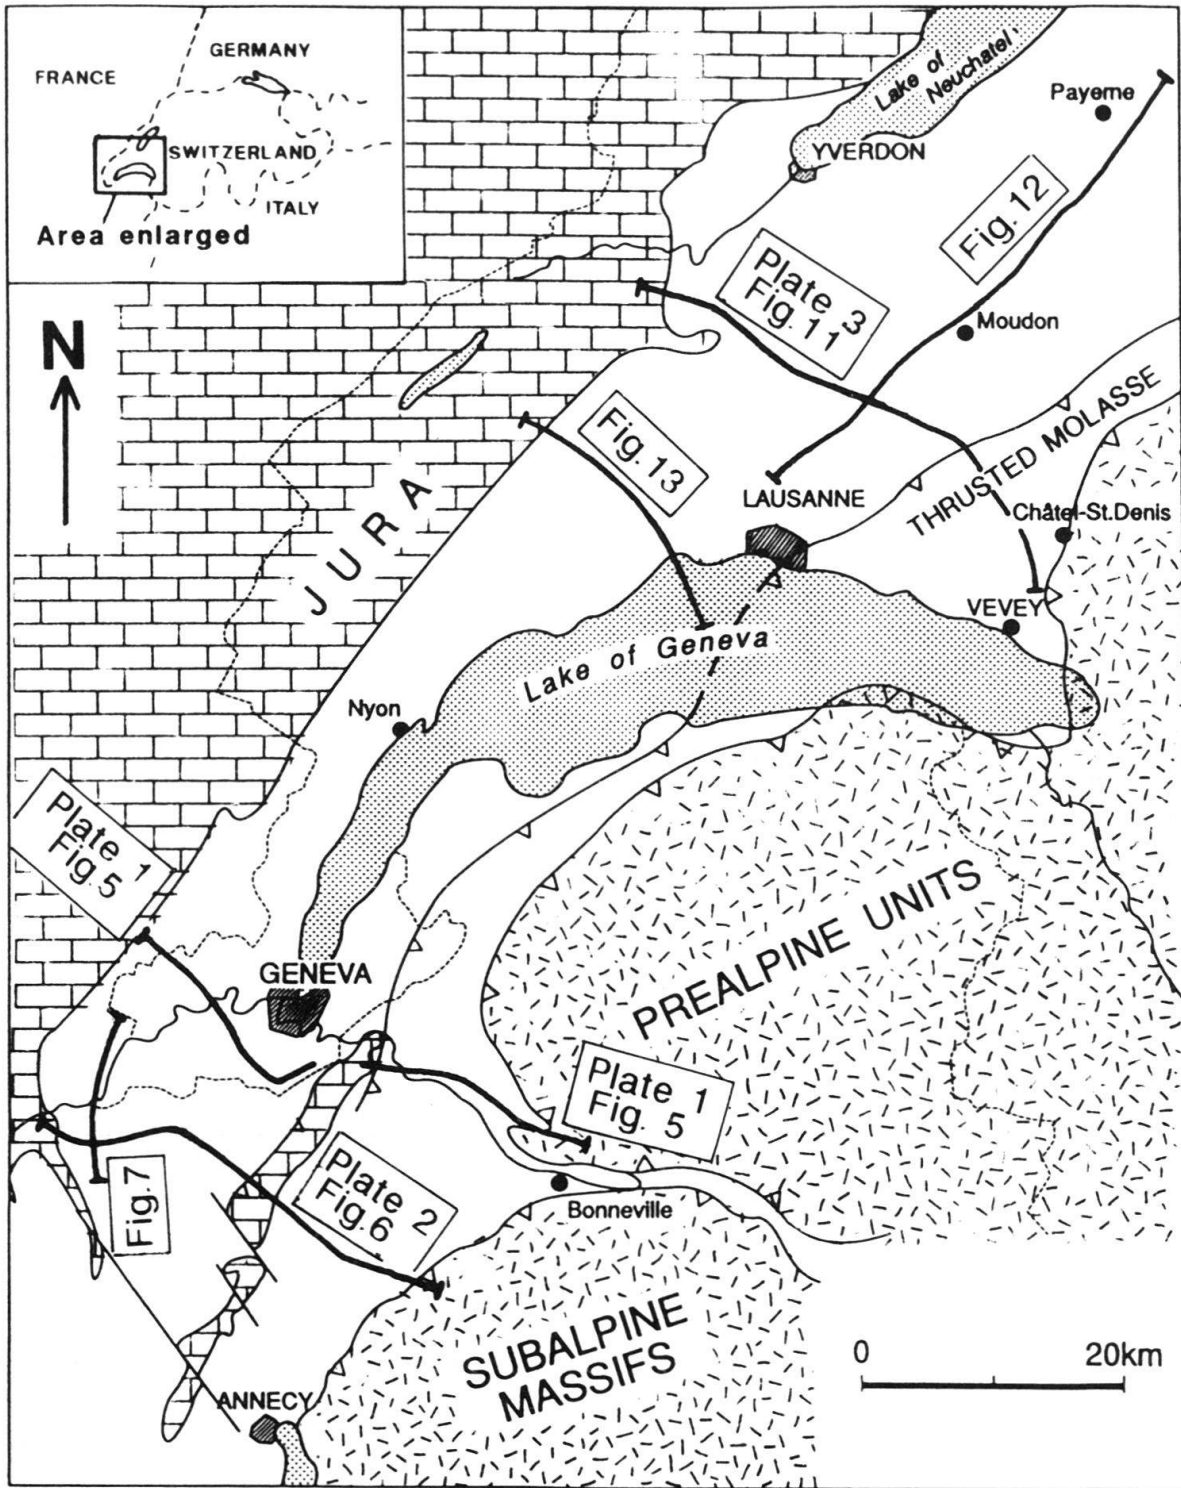 GERMANY
FRANCE
SWITZERLAND
ITALY
Area enlarged
N
Lake of
Neuchatel
Payerne
YVERDON
Fig.12
Plate 3
Fig.11
Moudon
Fig.13
LAUSANNE
THRUSTED MOLASSE
Châtel-St.Denis
JURA
VEVEY
Lake of Geneva
Nyon
Plate 1
Fig.5
PREALPINE UNITS
GENEVA
Plate 1
Fig. 5
Fig.7
Plate 2
Fig.6
Bonneville
SUBALPINE
MASSIFS
0 20km
ANNECY